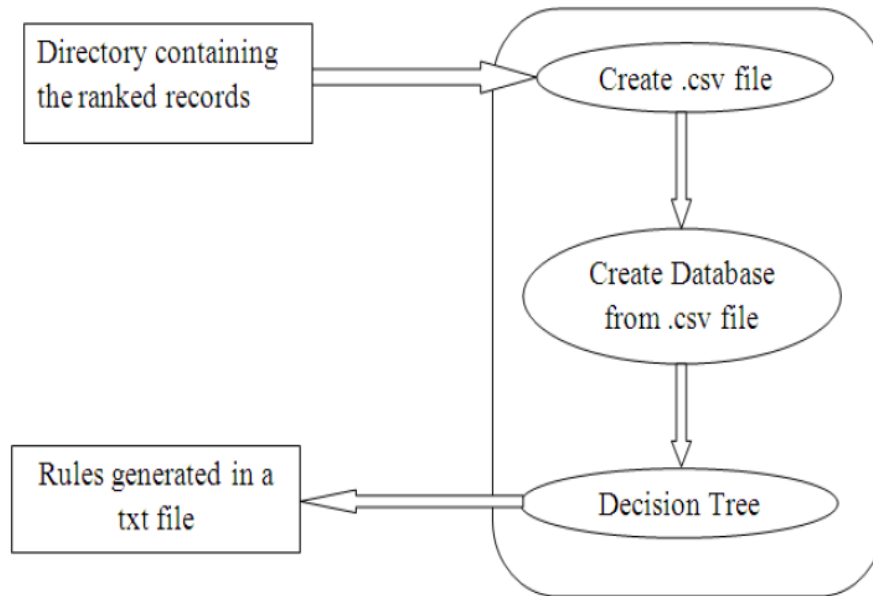 Directory containing
the ranked records
Create .csv file
Create Database
from .csv file
Decision Tree
Rules generated in a
txt file